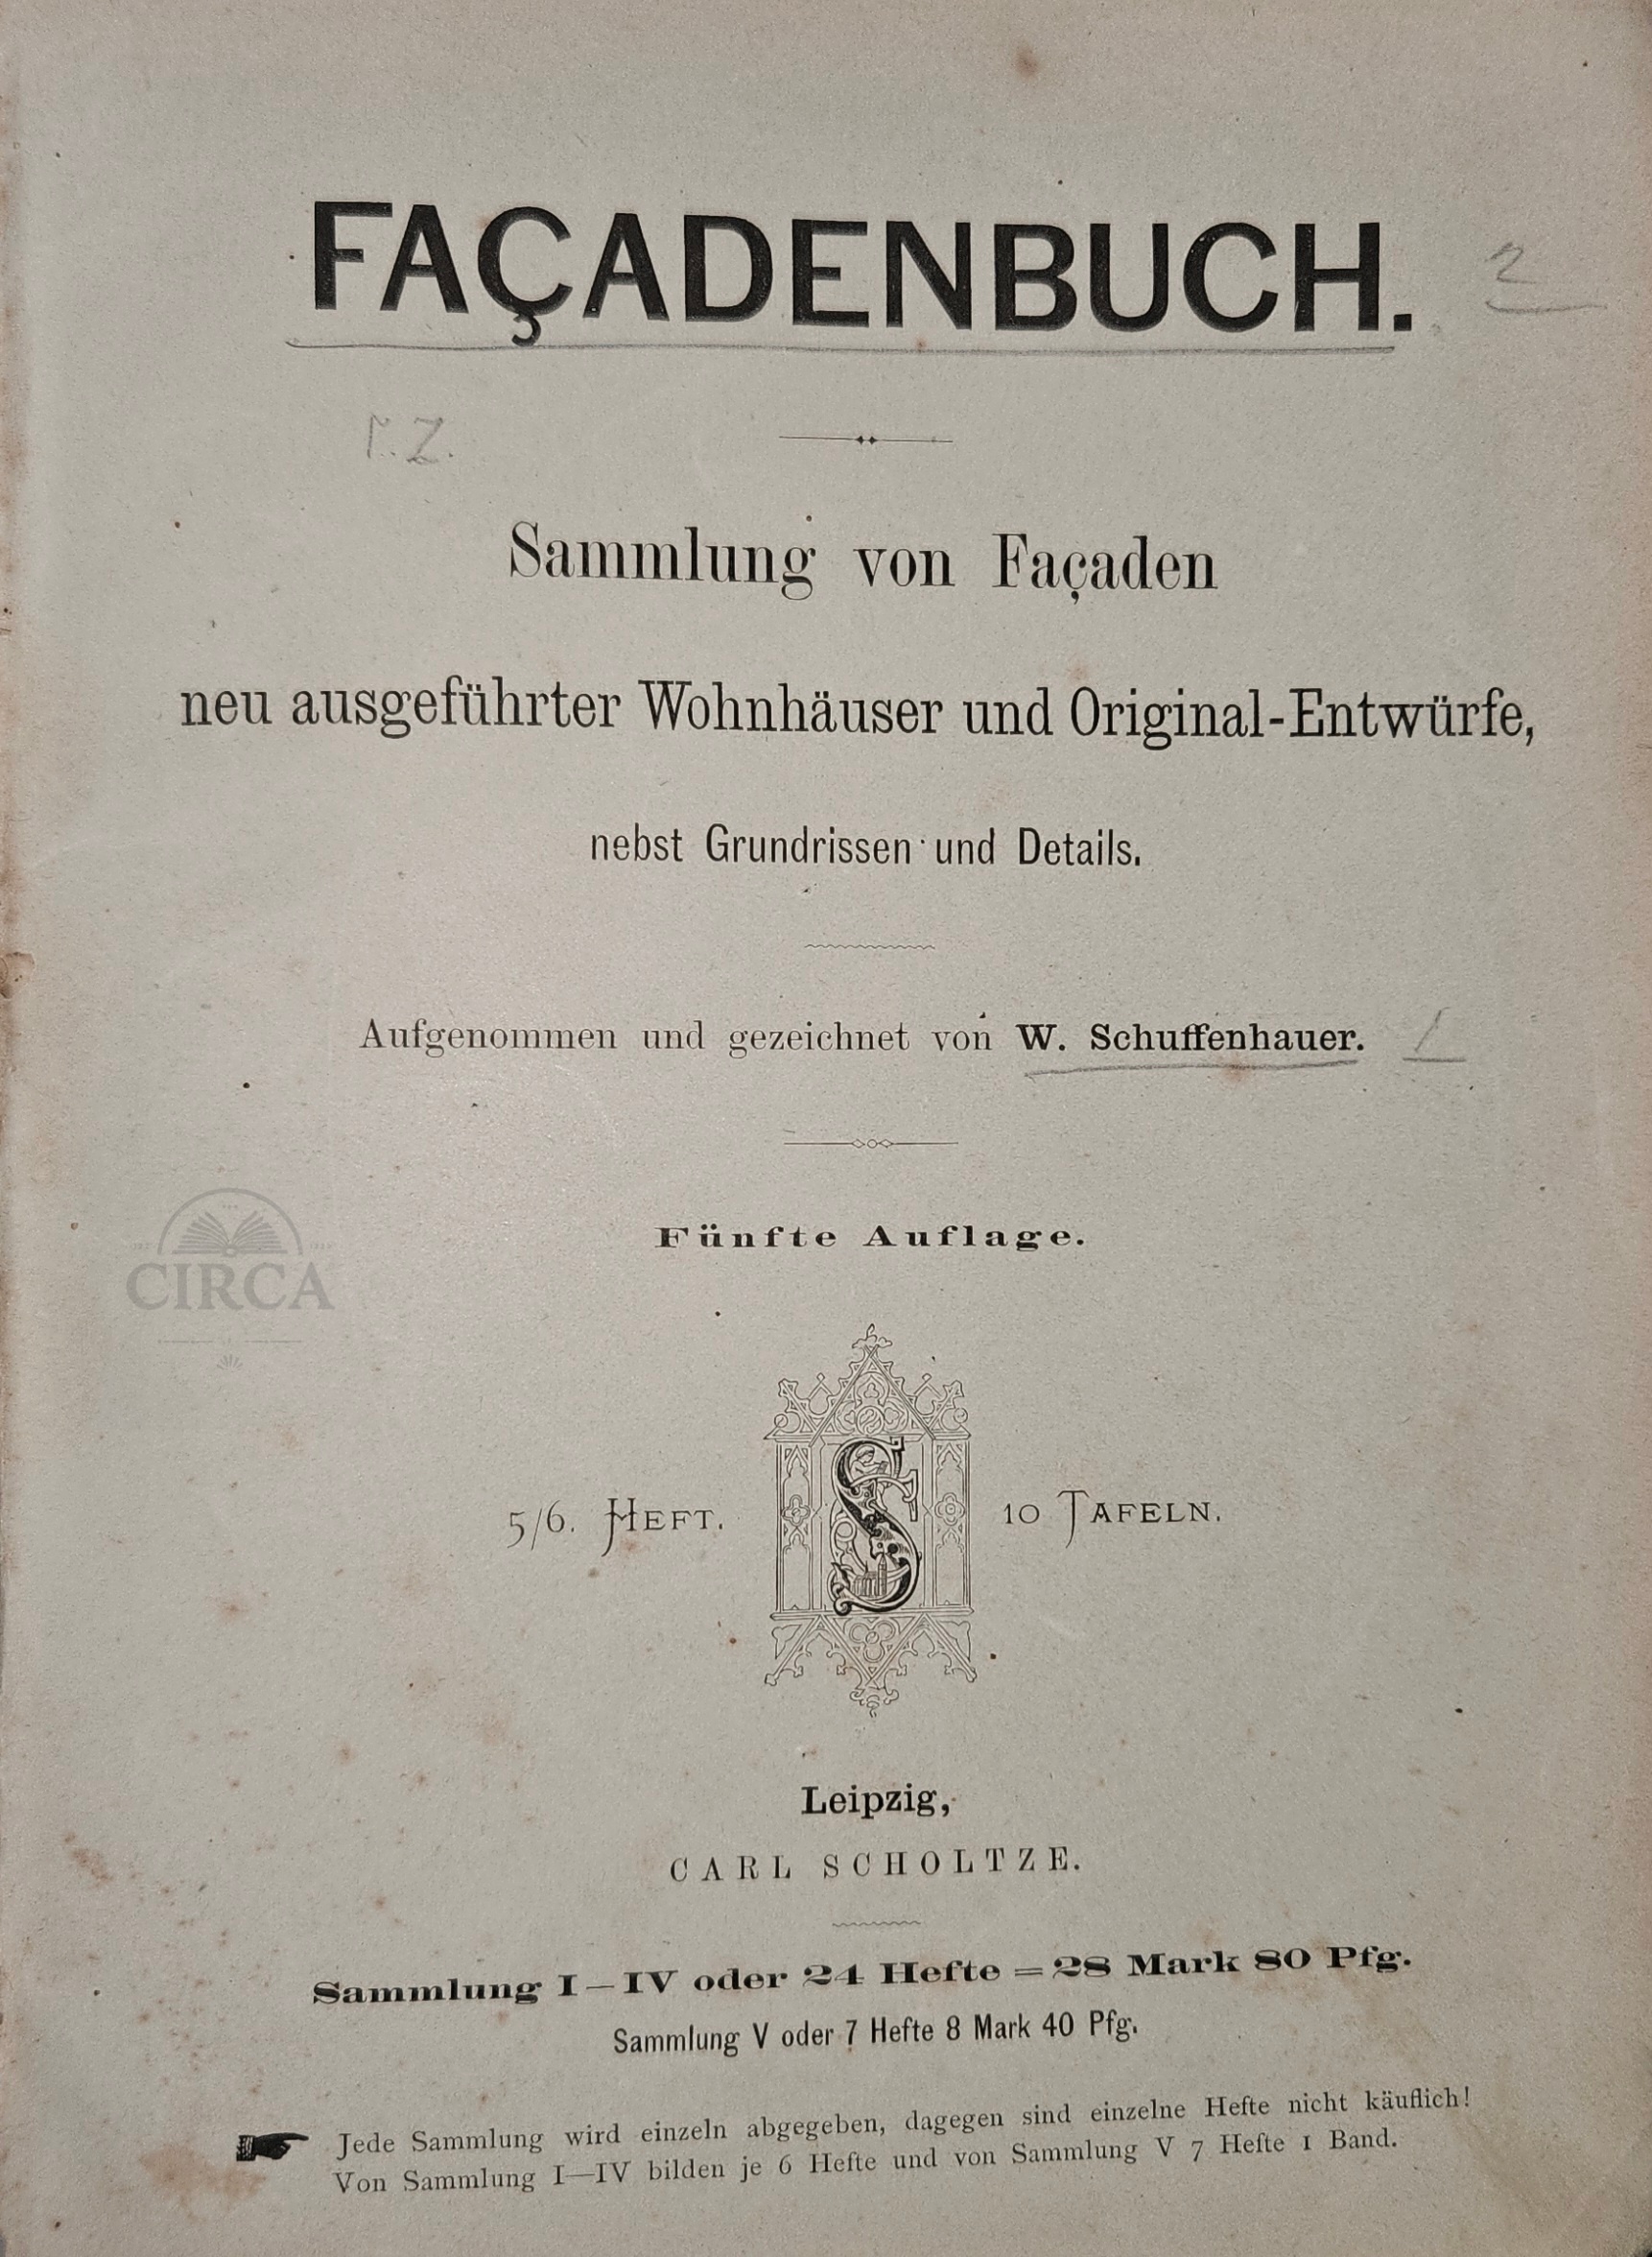 FAÇADENBUCH. 2
r. Z.
Sammlung von Façaden
neu ausgeführter Wohnhäuser und Original-Entwürfe,
nebst Grundrissen und Details.
Aufgenommen und gezeichnet von W. Schuffenhauer. 1
Fünfte Auflage.
CIRCA
5/6. HEFT. S 10 TAFELN.
Leipzig,
CARL SCHOLTZE.
Sammlung I–IV oder 24 Hefte = 28 Mark 80 Pfg.
Sammlung V oder 7 Hefte 8 Mark 40 Pfg.
Jede Sammlung wird einzeln abgegeben, dagegen sind einzelne Hefte nicht käuflich!
Von Sammlung I—IV bilden je 6 Hefte und von Sammlung V 7 Hefte 1 Band.